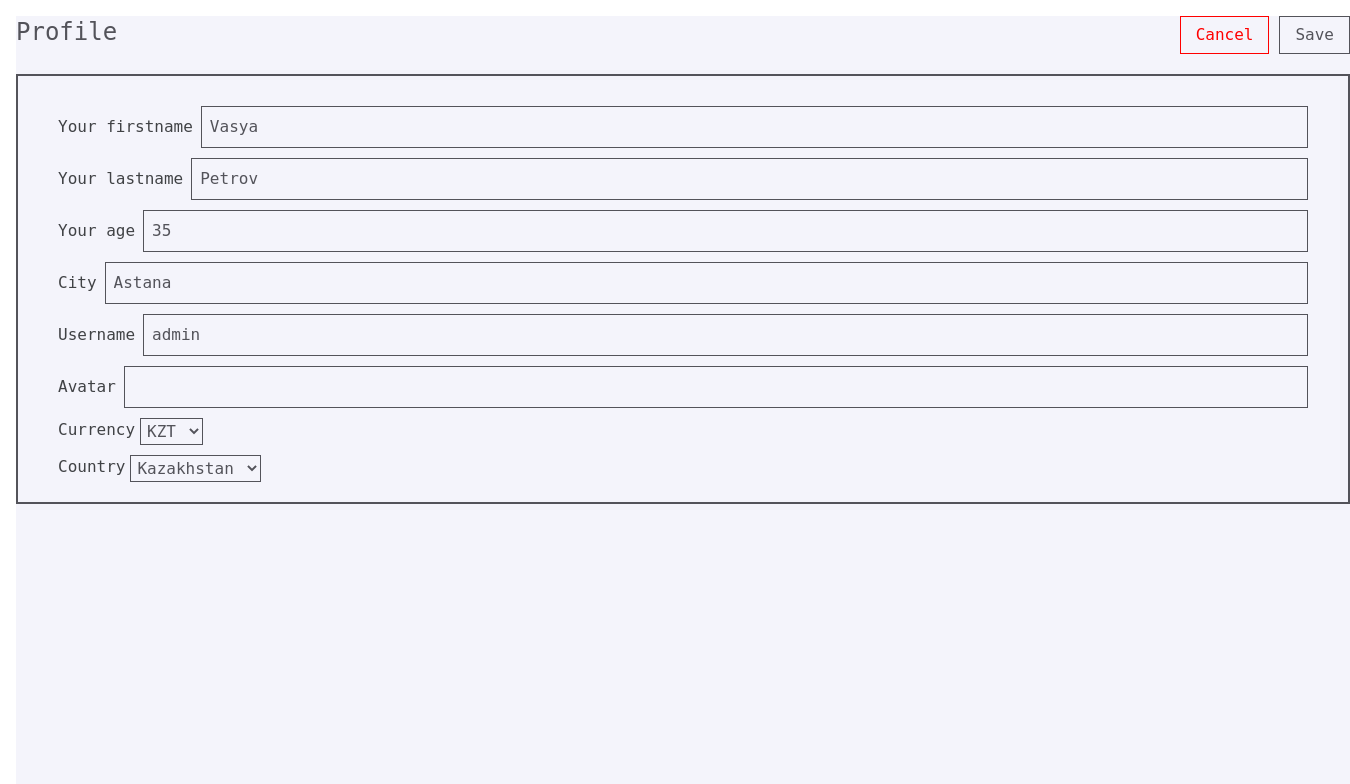 Profile
Cancel
Save
Your firstname Vasya
Your lastname Petrov
Your age 35
City Astana
Username admin
Avatar
Currency KZT
Country Kazakhstan